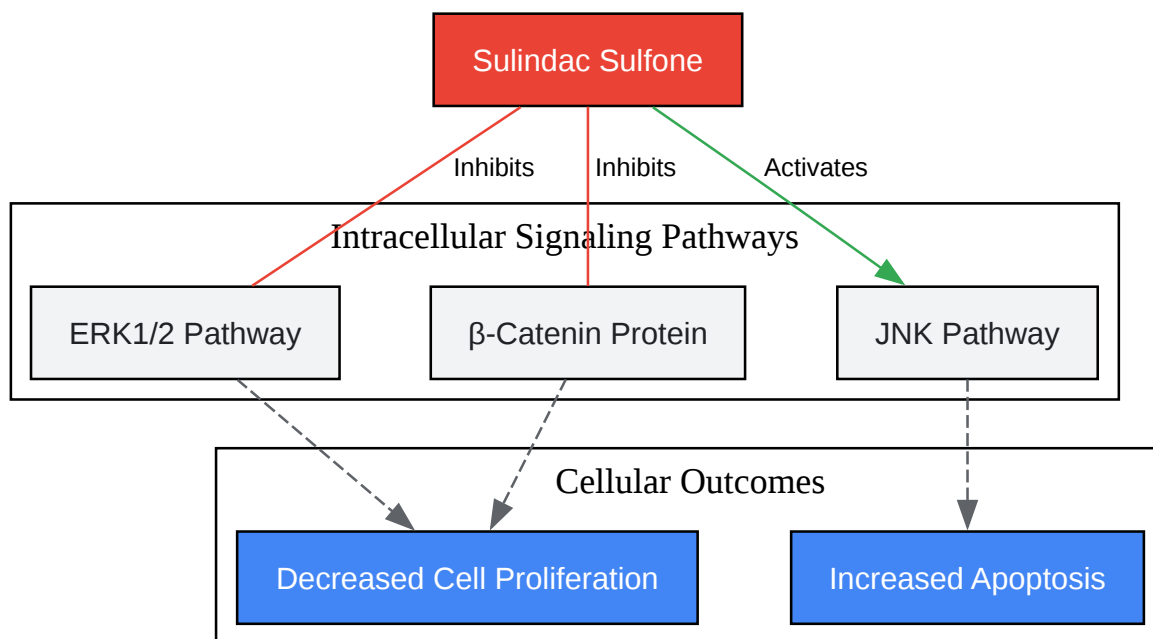 Sulindac Sulfone
Inhibits
Inhibits
Activates
Intracellular Signaling Pathways
ERK1/2 Pathway
β-Catenin Protein
JNK Pathway
Cellular Outcomes
Decreased Cell Proliferation
Increased Apoptosis